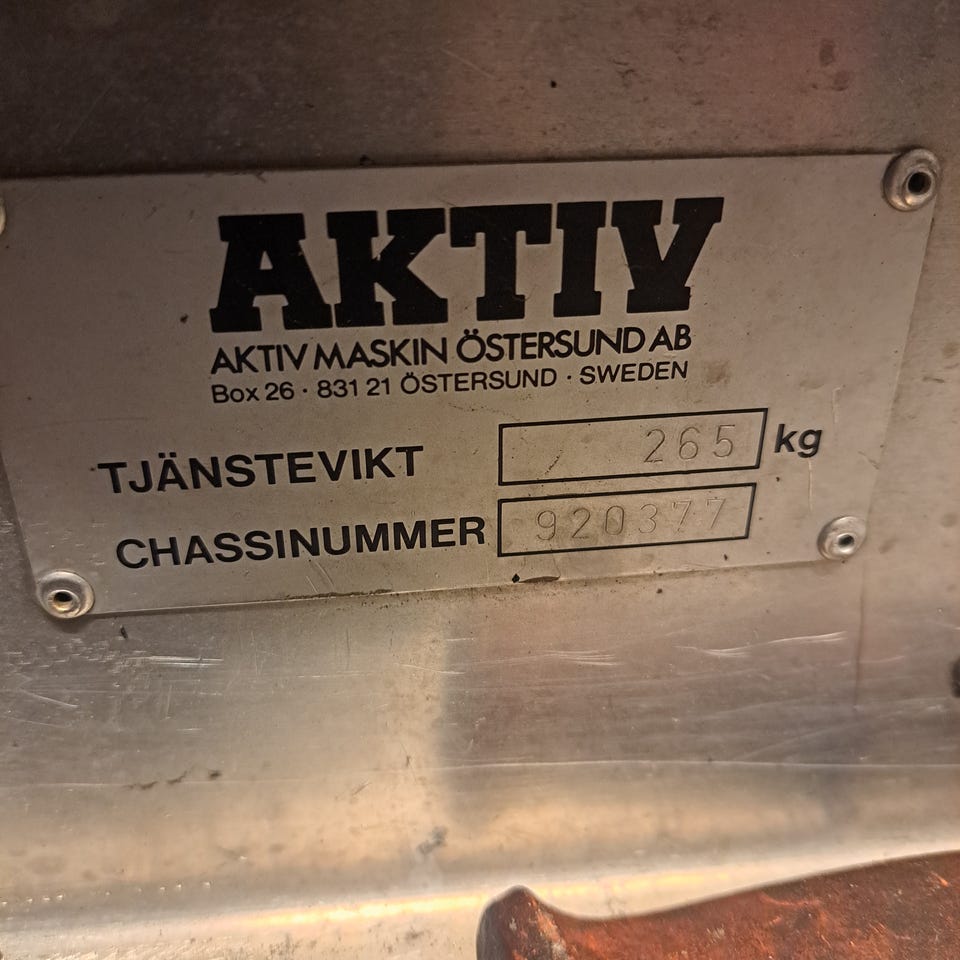 AKTIV
AKTIV MASKIN ÖSTERSUND AB
Box 26 · 831 21 ÖSTERSUND · SWEDEN
TJÄNSTEVIKT 265 kg
CHASSINUMMER 920377